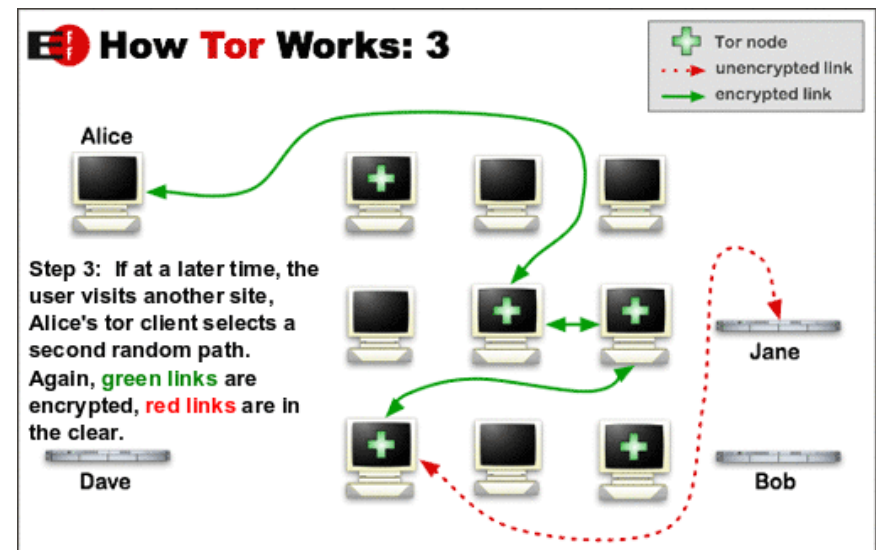 EFF How Tor Works: 3
Tor node
unencrypted link
encrypted link
Alice
Step 3: If at a later time, the
user visits another site,
Alice's tor client selects a
second random path.
Again, green links are
encrypted, red links are in
the clear.
Jane
Dave
Bob